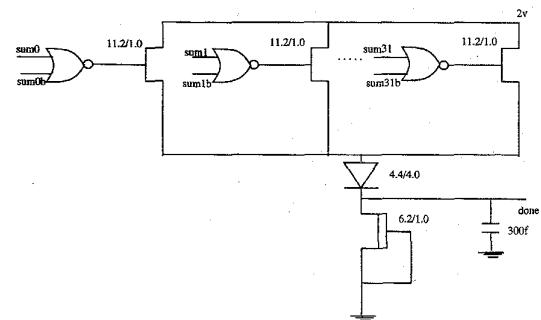 2v
sum0
sum0b
11.2/1.0
sum1
sum1b
11.2/1.0
.....
sum31
sum31b
11.2/1.0
4.4/4.0
6.2/1.0
done
300f